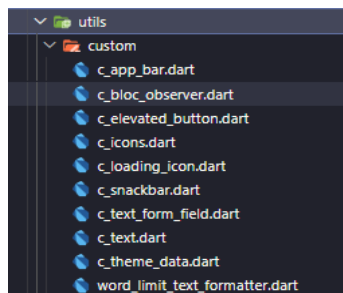 utils
custom
c_app_bar.dart
c_bloc_observer.dart
c_elevated_button.dart
c_icons.dart
c_loading_icon.dart
c_snackbar.dart
c_text_form_field.dart
c_text.dart
c_theme_data.dart
word_limit_text_formatter.dart